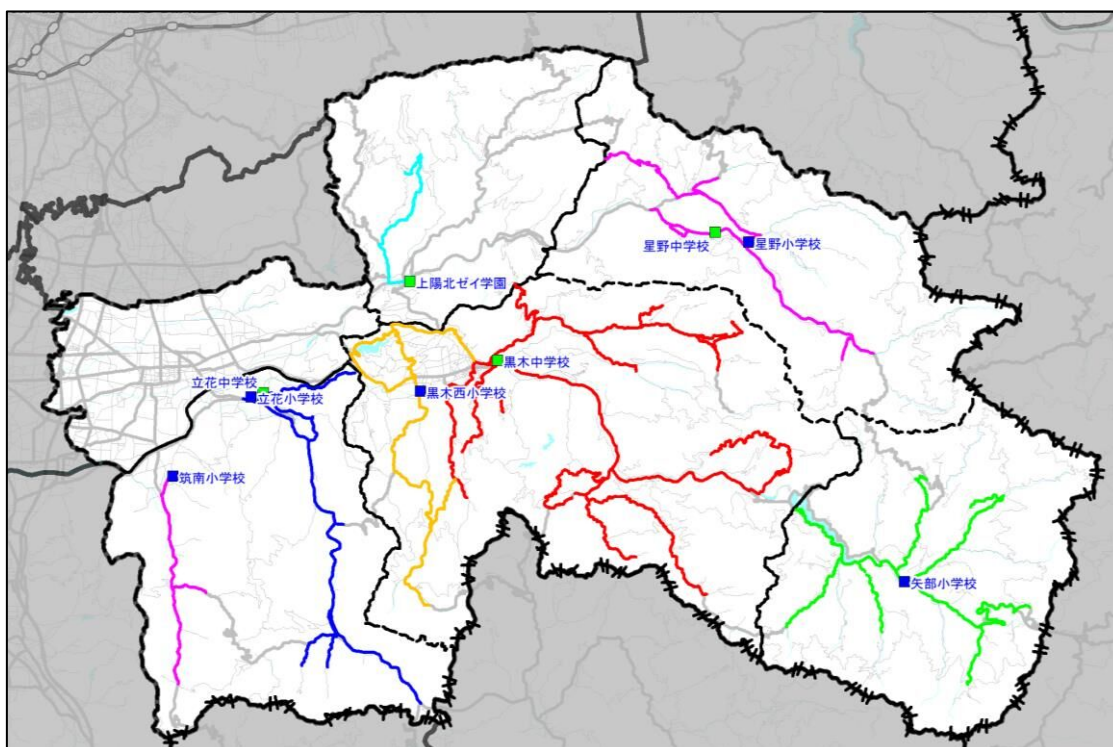 星野中学校
星野小学校
上陽北ゼイ学園
黒木中学校
立花中学校
立花小学校
黒木西小学校
筑南小学校
矢部小学校